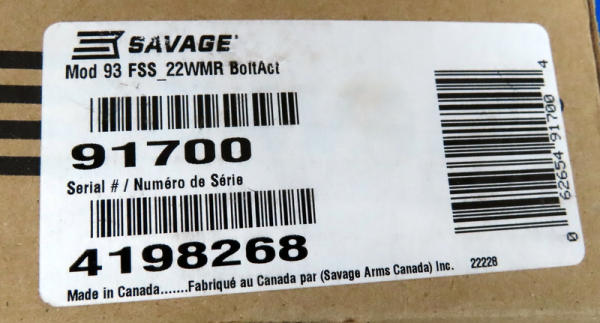 SAVAGE
Mod 93 FSS_22WMR BoltAct
91700
Serial # / Numéro de Série
4198268
Made in Canada.......Fabriqué au Canada par (Savage Arms Canada) Inc. 22228
0 62654 91700 4